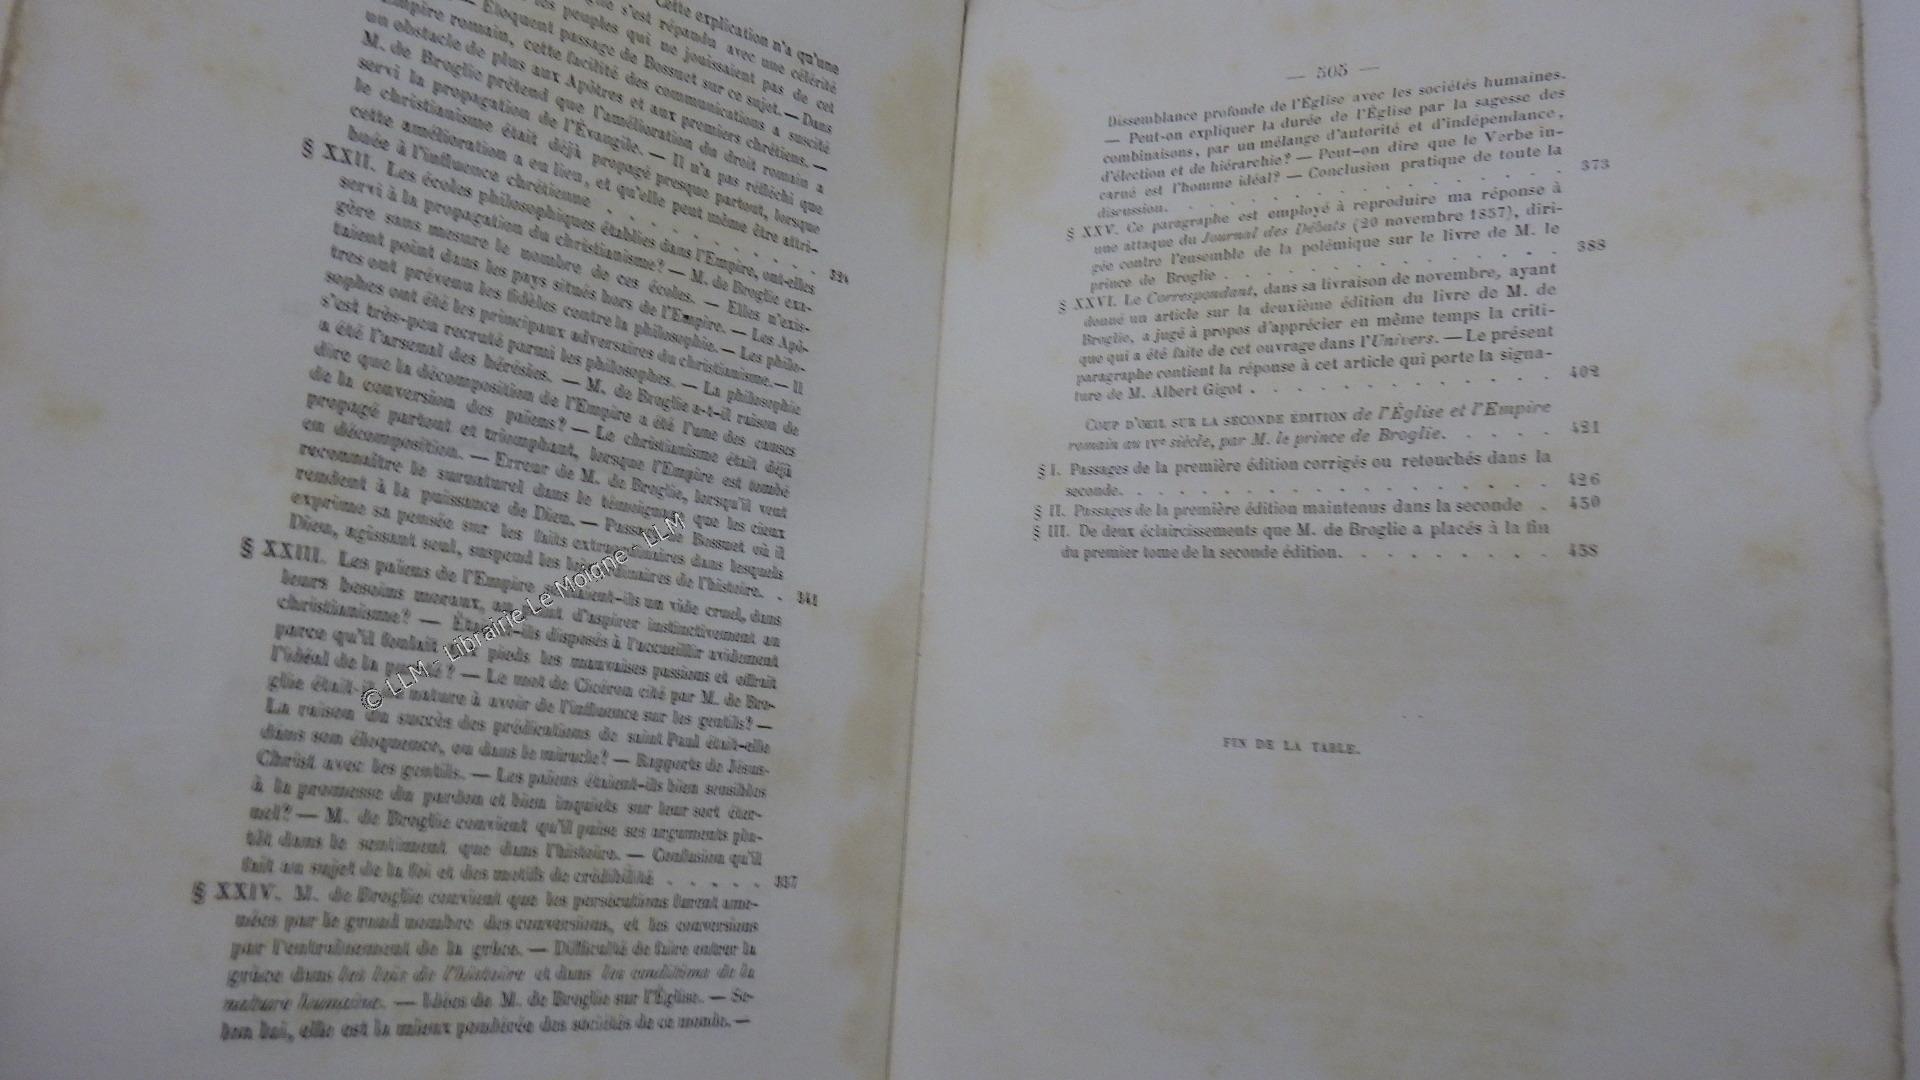 Cette explication n'a qu'une
que s'est répandu avec une célérité
les peuples qui ne jouissaient pas de cet
— Éloquent passage de Bossuet sur ce sujet. — Dans
l'Empire romain, cette facilité des communications a suscité
un obstacle de plus aux Apôtres et aux premiers chrétiens. —
M. de Broglie prétend que l'amélioration du droit romain a
servi la propagation de l'Évangile. — Il n'a pas réfléchi que
le christianisme était déjà propagé presque partout, lorsque
cette amélioration a eu lieu, et qu'elle peut même être attri-
buée à l'influence chrétienne . . . . . . . . 324
§ XXII. Les écoles philosophiques établies dans l'Empire, ont-elles
servi à la propagation du christianisme? — M. de Broglie exa-
gère sans mesure le nombre de ces écoles. — Elles n'exis-
taient point dans les pays situés hors de l'Empire. — Les Apô-
tres ont prévenu les fidèles contre la philosophie. — Les philo-
sophes ont été les principaux adversaires du christianisme. — Il
s'est très-peu recruté parmi les philosophes. — La philosophie
a été l'arsenal des hérésies. — M. de Broglie a-t-il raison de
dire que la décomposition de l'Empire a été l'une des causes
de la conversion des païens? — Le christianisme était déjà
propagé partout et triomphant, lorsque l'Empire est tombé
en décomposition. — Erreur de M. de Broglie, lorsqu'il veut
reconnaître le surnaturel dans le témoignage que les cieux
rendent à la puissance de Dieu. — Passage de Bossuet où il
exprime sa pensée sur les faits extraordinaires dans lesquels
Dieu, agissant seul, suspend les lois ordinaires de l'histoire. . 341
§ XXIII. Les païens de l'Empire sentaient-ils un vide cruel, dans
leurs besoins moraux, avant d'aspirer instinctivement au
christianisme? — Étaient-ils disposés à l'accueillir avidement
parce qu'il foulait aux pieds les mauvaises passions et offrait
l'idéal de la pureté? — Le mot de Cicéron cité par M. de Bro-
glie était-il de nature à avoir de l'influence sur les gentils? —
La raison du succès des prédications de saint Paul était-elle
dans son éloquence, ou dans le miracle? — Rapports de Jésus-
Christ avec les gentils. — Les païens étaient-ils bien sensibles
à la promesse du pardon et bien inquiets sur leur sort éter-
nel? — M. de Broglie convient qu'il puise ses arguments plu-
tôt dans le sentiment que dans l'histoire. — Confusion qu'il
fait au sujet de la foi et des motifs de crédibilité . . . . . 357
§ XXIV. M. de Broglie convient que les persécutions furent ame-
nées par le grand nombre des conversions, et les conversions
par l'entraînement de la grâce. — Difficulté de faire entrer la
grâce dans les lois de l'histoire et dans les conditions de la
nature humaine. — Idées de M. de Broglie sur l'Église. — Se-
lon lui, elle est la mieux pondérée des sociétés de ce monde. —
© LLM - Librairie Le Moigne - LLM
— 505 —
Dissemblance profonde de l'Église avec les sociétés humaines.
— Peut-on expliquer la durée de l'Église par la sagesse des
combinaisons, par un mélange d'autorité et d'indépendance,
d'élection et de hiérarchie? — Peut-on dire que le Verbe in-
carné est l'homme idéal? — Conclusion pratique de toute la
discussion. . . . . . . . . . . . . . 373
§ XXV. Ce paragraphe est employé à reproduire ma réponse à
une attaque du Journal des Débats (20 novembre 1857), diri-
gée contre l'ensemble de la polémique sur le livre de M. le
prince de Broglie . . . . . . . . . . . . 388
§ XXVI. Le Correspondant, dans sa livraison de novembre, ayant
donné un article sur la deuxième édition du livre de M. de
Broglie, a jugé à propos d'apprécier en même temps la criti-
que qui a été faite de cet ouvrage dans l'Univers. — Le présent
paragraphe contient la réponse à cet article qui porte la signa-
ture de M. Albert Gigot . . . . . . . . . . . 402
COUP D'ŒIL SUR LA SECONDE ÉDITION de l'Église et l'Empire
romain au IVe siècle, par M. le prince de Broglie. . . . . 421
§ I. Passages de la première édition corrigés ou retouchés dans la
seconde. . . . . . . . . . . . . . . 426
§ II. Passages de la première édition maintenus dans la seconde . 450
§ III. De deux éclaircissements que M. de Broglie a placés à la fin
du premier tome de la seconde édition. . . . . . . . 458
FIN DE LA TABLE.